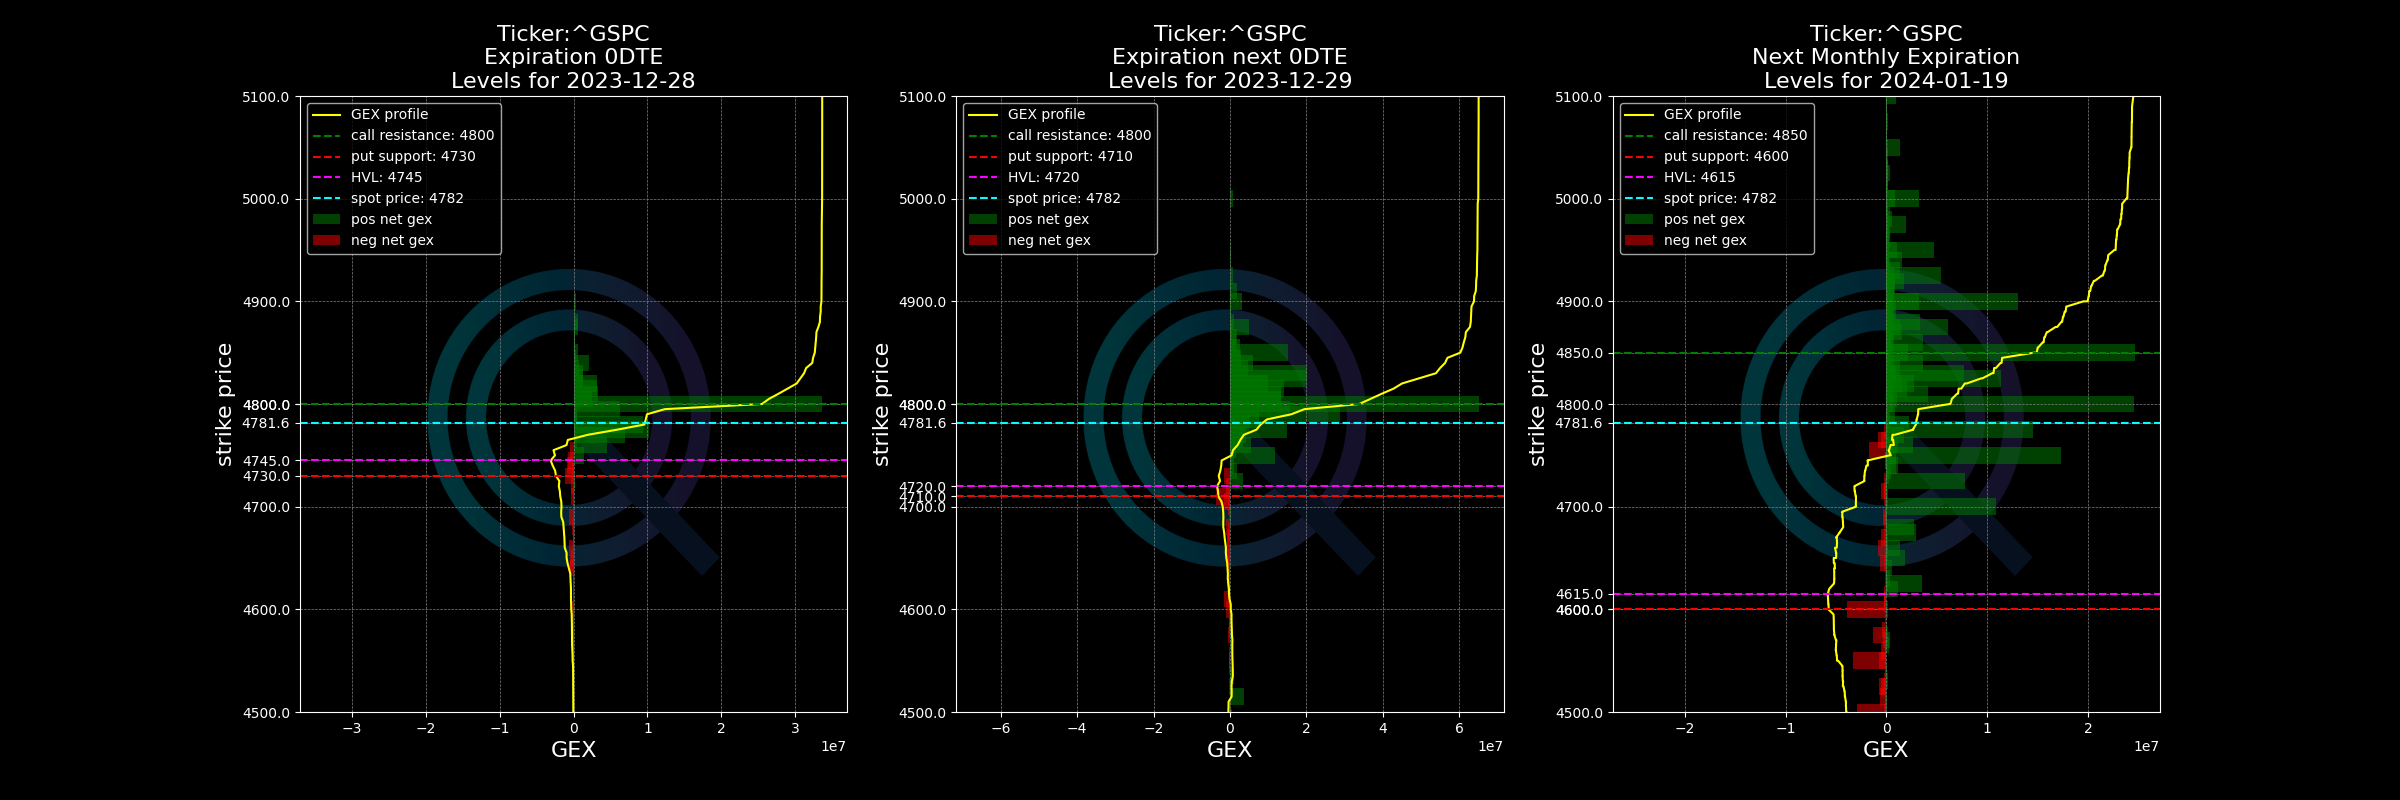 Ticker:^GSPC
Expiration 0DTE
Levels for 2023-12-28
5100.0
5000.0
4900.0
4800.0
4781.6
4745.0
4730.0
4700.0
4600.0
4500.0
strike price
GEX profile
call resistance: 4800
put support: 4730
HVL: 4745
spot price: 4782
pos net gex
neg net gex
−3 −2 −1 0 1 2 3
1e7
GEX
Ticker:^GSPC
Expiration next 0DTE
Levels for 2023-12-29
5100.0
5000.0
4900.0
4800.0
4781.6
4720.0
4710.0
4700.0
4600.0
4500.0
strike price
GEX profile
call resistance: 4800
put support: 4710
HVL: 4720
spot price: 4782
pos net gex
neg net gex
−6 −4 −2 0 2 4 6
1e7
GEX
Ticker:^GSPC
Next Monthly Expiration
Levels for 2024-01-19
5100.0
5000.0
4900.0
4850.0
4800.0
4781.6
4700.0
4615.0
4600.0
4500.0
strike price
GEX profile
call resistance: 4850
put support: 4600
HVL: 4615
spot price: 4782
pos net gex
neg net gex
−2 −1 0 1 2
1e7
GEX